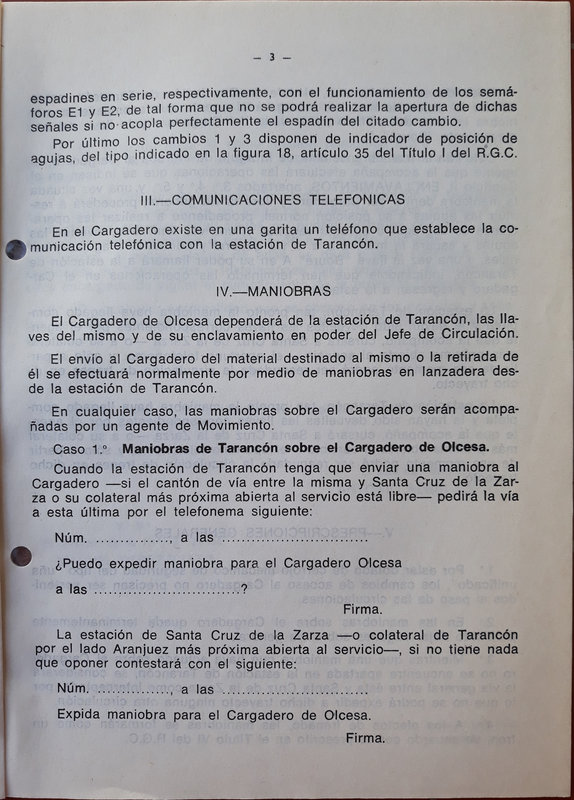 — 3 —
espadines en serie, respectivamente, con el funcionamiento de los semá-
foros E1 y E2, de tal forma que no se podrá realizar la apertura de dichas
señales si no acopla perfectamente el espadín del citado cambio.
Por último los cambios 1 y 3 disponen de indicador de posición de
agujas, del tipo indicado en la figura 18, artículo 35 del Título I del R.G.C.
III.—COMUNICACIONES TELEFONICAS
En el Cargadero existe en una garita un teléfono que establece la co-
municación telefónica con la estación de Tarancón.
IV.—MANIOBRAS
El Cargadero de Olcesa dependerá de la estación de Tarancón, las lla-
ves del mismo y de su enclavamiento en poder del Jefe de Circulación.
El envío al Cargadero del material destinado al mismo o la retirada de
él se efectuará normalmente por medio de maniobras en lanzadera des-
de la estación de Tarancón.
En cualquier caso, las maniobras sobre el Cargadero serán acompa-
ñadas por un agente de Movimiento.
Caso 1.º Maniobras de Tarancón sobre el Cargadero de Olcesa.
Cuando la estación de Tarancón tenga que enviar una maniobra al
Cargadero —si el cantón de vía entre la misma y Santa Cruz de la Zar-
za o su colateral más próxima abierta al servicio está libre— pedirá la vía
a esta última por el telefonema siguiente:
Núm. ..............., a las ..............................
¿Puedo expedir maniobra para el Cargadero Olcesa
a las ..............................?
Firma.
La estación de Santa Cruz de la Zarza —o colateral de Tarancón
por el lado Aranjuez más próxima abierta al servicio—, si no tiene nada
que oponer contestará con el siguiente:
Núm. ..............., a las ..............................
Expida maniobra para el Cargadero de Olcesa.
Firma.